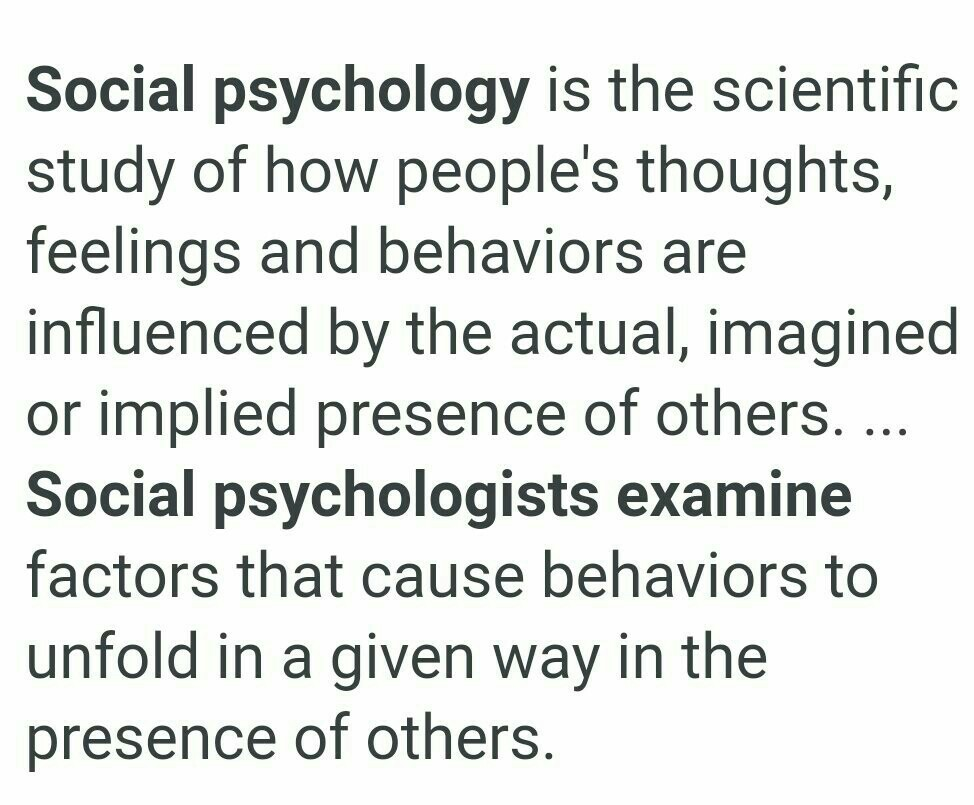 Social psychology is the scientific
study of how people's thoughts,
feelings and behaviors are
influenced by the actual, imagined
or implied presence of others. ...
Social psychologists examine
factors that cause behaviors to
unfold in a given way in the
presence of others.